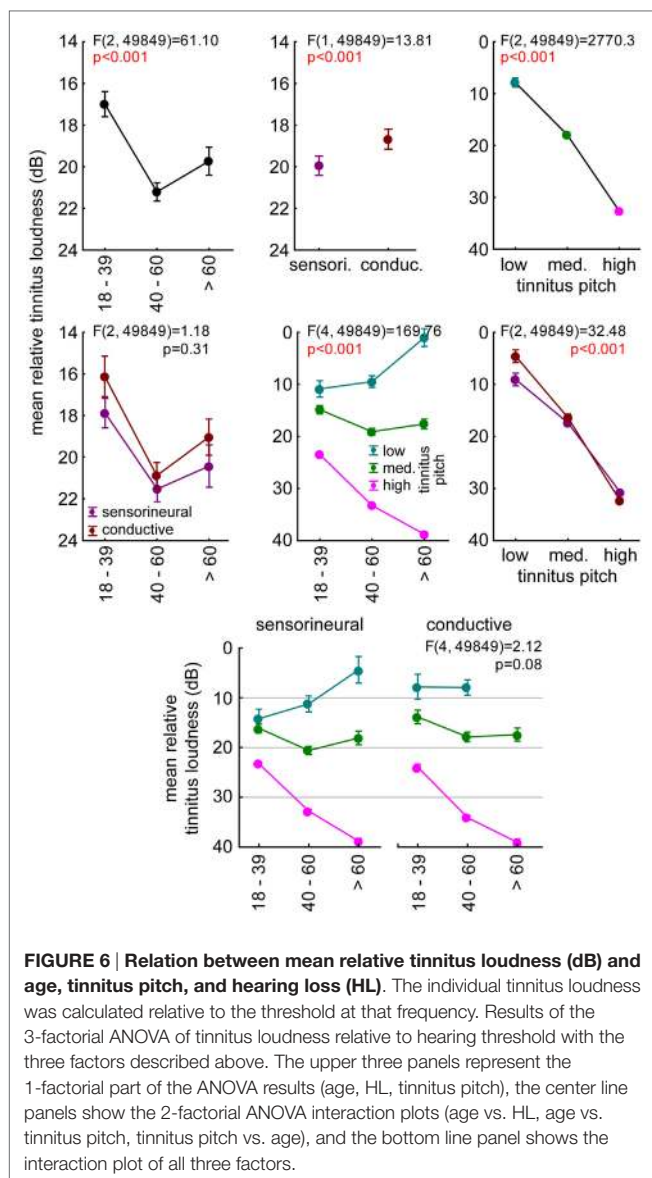 F(2, 49849)=61.10
p<0.001
14
16
18
20
22
24
18 - 39
40 - 60
> 60
F(1, 49849)=13.81
p<0.001
14
16
18
20
22
24
sensori. conduc.
F(2, 49849)=2770.3
p<0.001
0
10
20
30
40
low med. high
tinnitus pitch
mean relative tinnitus loudness (dB)
F(2, 49849)=1.18
p=0.31
14
16
18
20
22
24
sensorineural
conductive
18 - 39
40 - 60
> 60
F(4, 49849)=169.76
p<0.001
0
10
20
30
40
low
med.
high
tinnitus
pitch
18 - 39
40 - 60
> 60
F(2, 49849)=32.48
p<0.001
0
10
20
30
40
low med. high
tinnitus pitch
sensorineural conductive
F(4, 49849)=2.12
p=0.08
mean relative
tinnitus loudness (dB)
0
10
20
30
40
18 - 39
40 - 60
> 60
18 - 39
40 - 60
> 60
FIGURE 6 | Relation between mean relative tinnitus loudness (dB) and
age, tinnitus pitch, and hearing loss (HL). The individual tinnitus loudness
was calculated relative to the threshold at that frequency. Results of the
3-factorial ANOVA of tinnitus loudness relative to hearing threshold with the
three factors described above. The upper three panels represent the
1-factorial part of the ANOVA results (age, HL, tinnitus pitch), the center line
panels show the 2-factorial ANOVA interaction plots (age vs. HL, age vs.
tinnitus pitch, tinnitus pitch vs. age), and the bottom line panel shows the
interaction plot of all three factors.